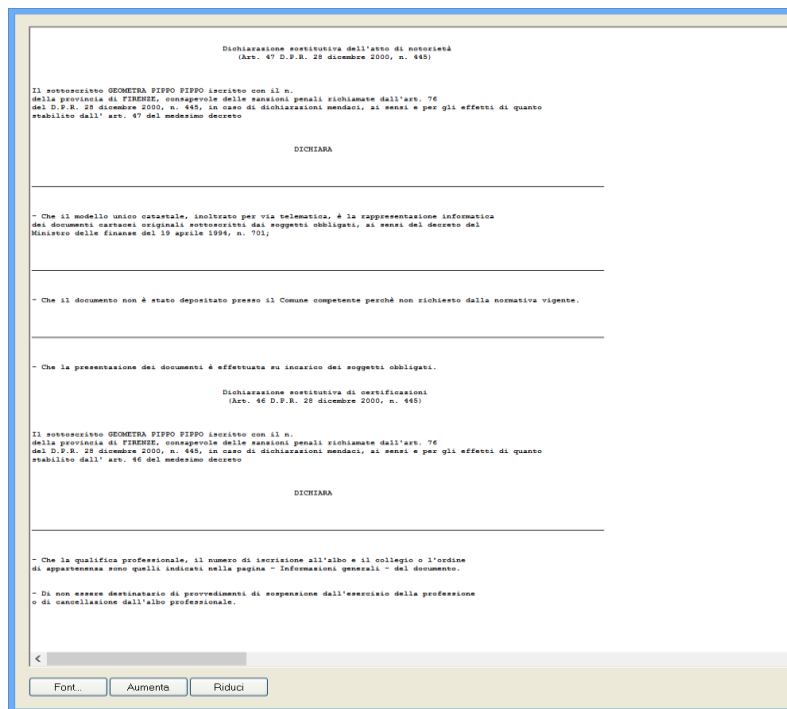 Dichiarazione sostitutiva dell'atto di notorietà
(Art. 47 D.P.R. 28 dicembre 2000, n. 445)
Il sottoscritto GEOMETRA PIPPO PIPPO iscritto con il n.
della provincia di FIRENZE, consapevole delle sanzioni penali richiamate dall'art. 76
del D.P.R. 28 dicembre 2000, n. 445, in caso di dichiarazioni mendaci, ai sensi e per gli effetti di quanto
stabilito dall' art. 47 del medesimo decreto
DICHIARA
- Che il modello unico catastale, inoltrato per via telematica, è la rappresentazione informatica
dei documenti cartacei originali sottoscritti dai soggetti obbligati, ai sensi del decreto del
Ministro delle finanze del 19 aprile 1994, n. 701;
- Che il documento non è stato depositato presso il Comune competente perchè non richiesto dalla normativa vigente.
- Che la presentazione dei documenti è effettuata su incarico dei soggetti obbligati.
Dichiarazione sostitutiva di certificazioni
(Art. 46 D.P.R. 28 dicembre 2000, n. 445)
Il sottoscritto GEOMETRA PIPPO PIPPO iscritto con il n.
della provincia di FIRENZE, consapevole delle sanzioni penali richiamate dall'art. 76
del D.P.R. 28 dicembre 2000, n. 445, in caso di dichiarazioni mendaci, ai sensi e per gli effetti di quanto
stabilito dall' art. 46 del medesimo decreto
DICHIARA
- Che la qualifica professionale, il numero di iscrizione all'albo e il collegio o l'ordine
di appartenenza sono quelli indicati nella pagina - Informazioni generali - del documento.
- Di non essere destinatario di provvedimenti di sospensione dall'esercizio della professione
o di cancellazione dall'albo professionale.
Font... Aumenta Riduci